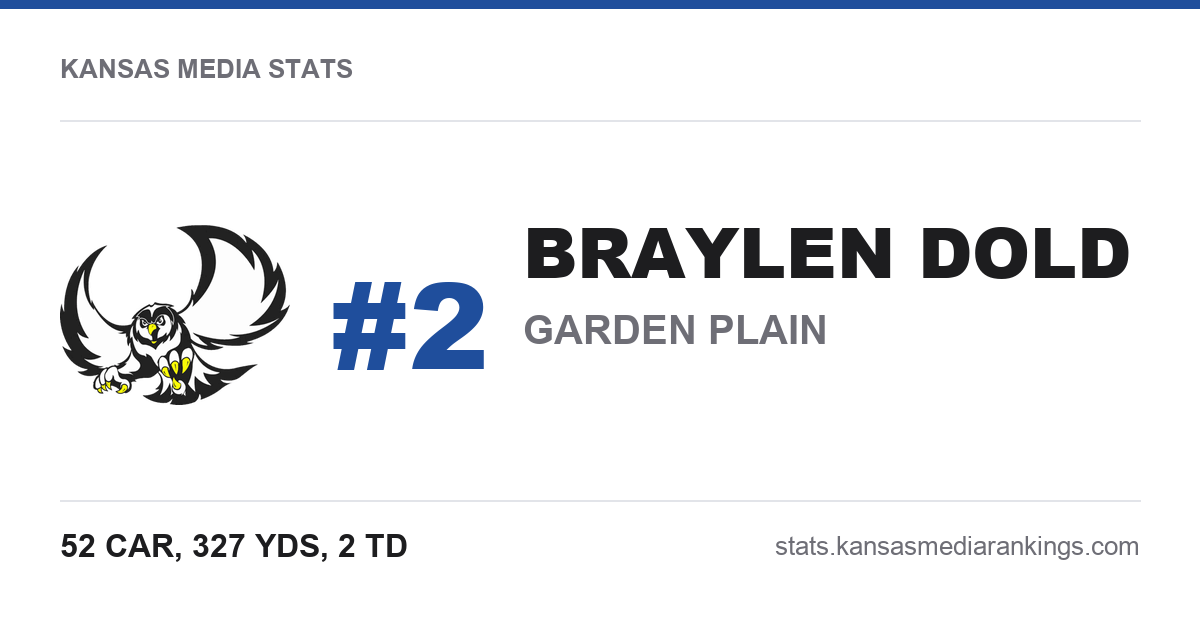 KANSAS MEDIA STATS
#2
BRAYLEN DOLD
GARDEN PLAIN
52 CAR, 327 YDS, 2 TD
stats.kansasmediarankings.com